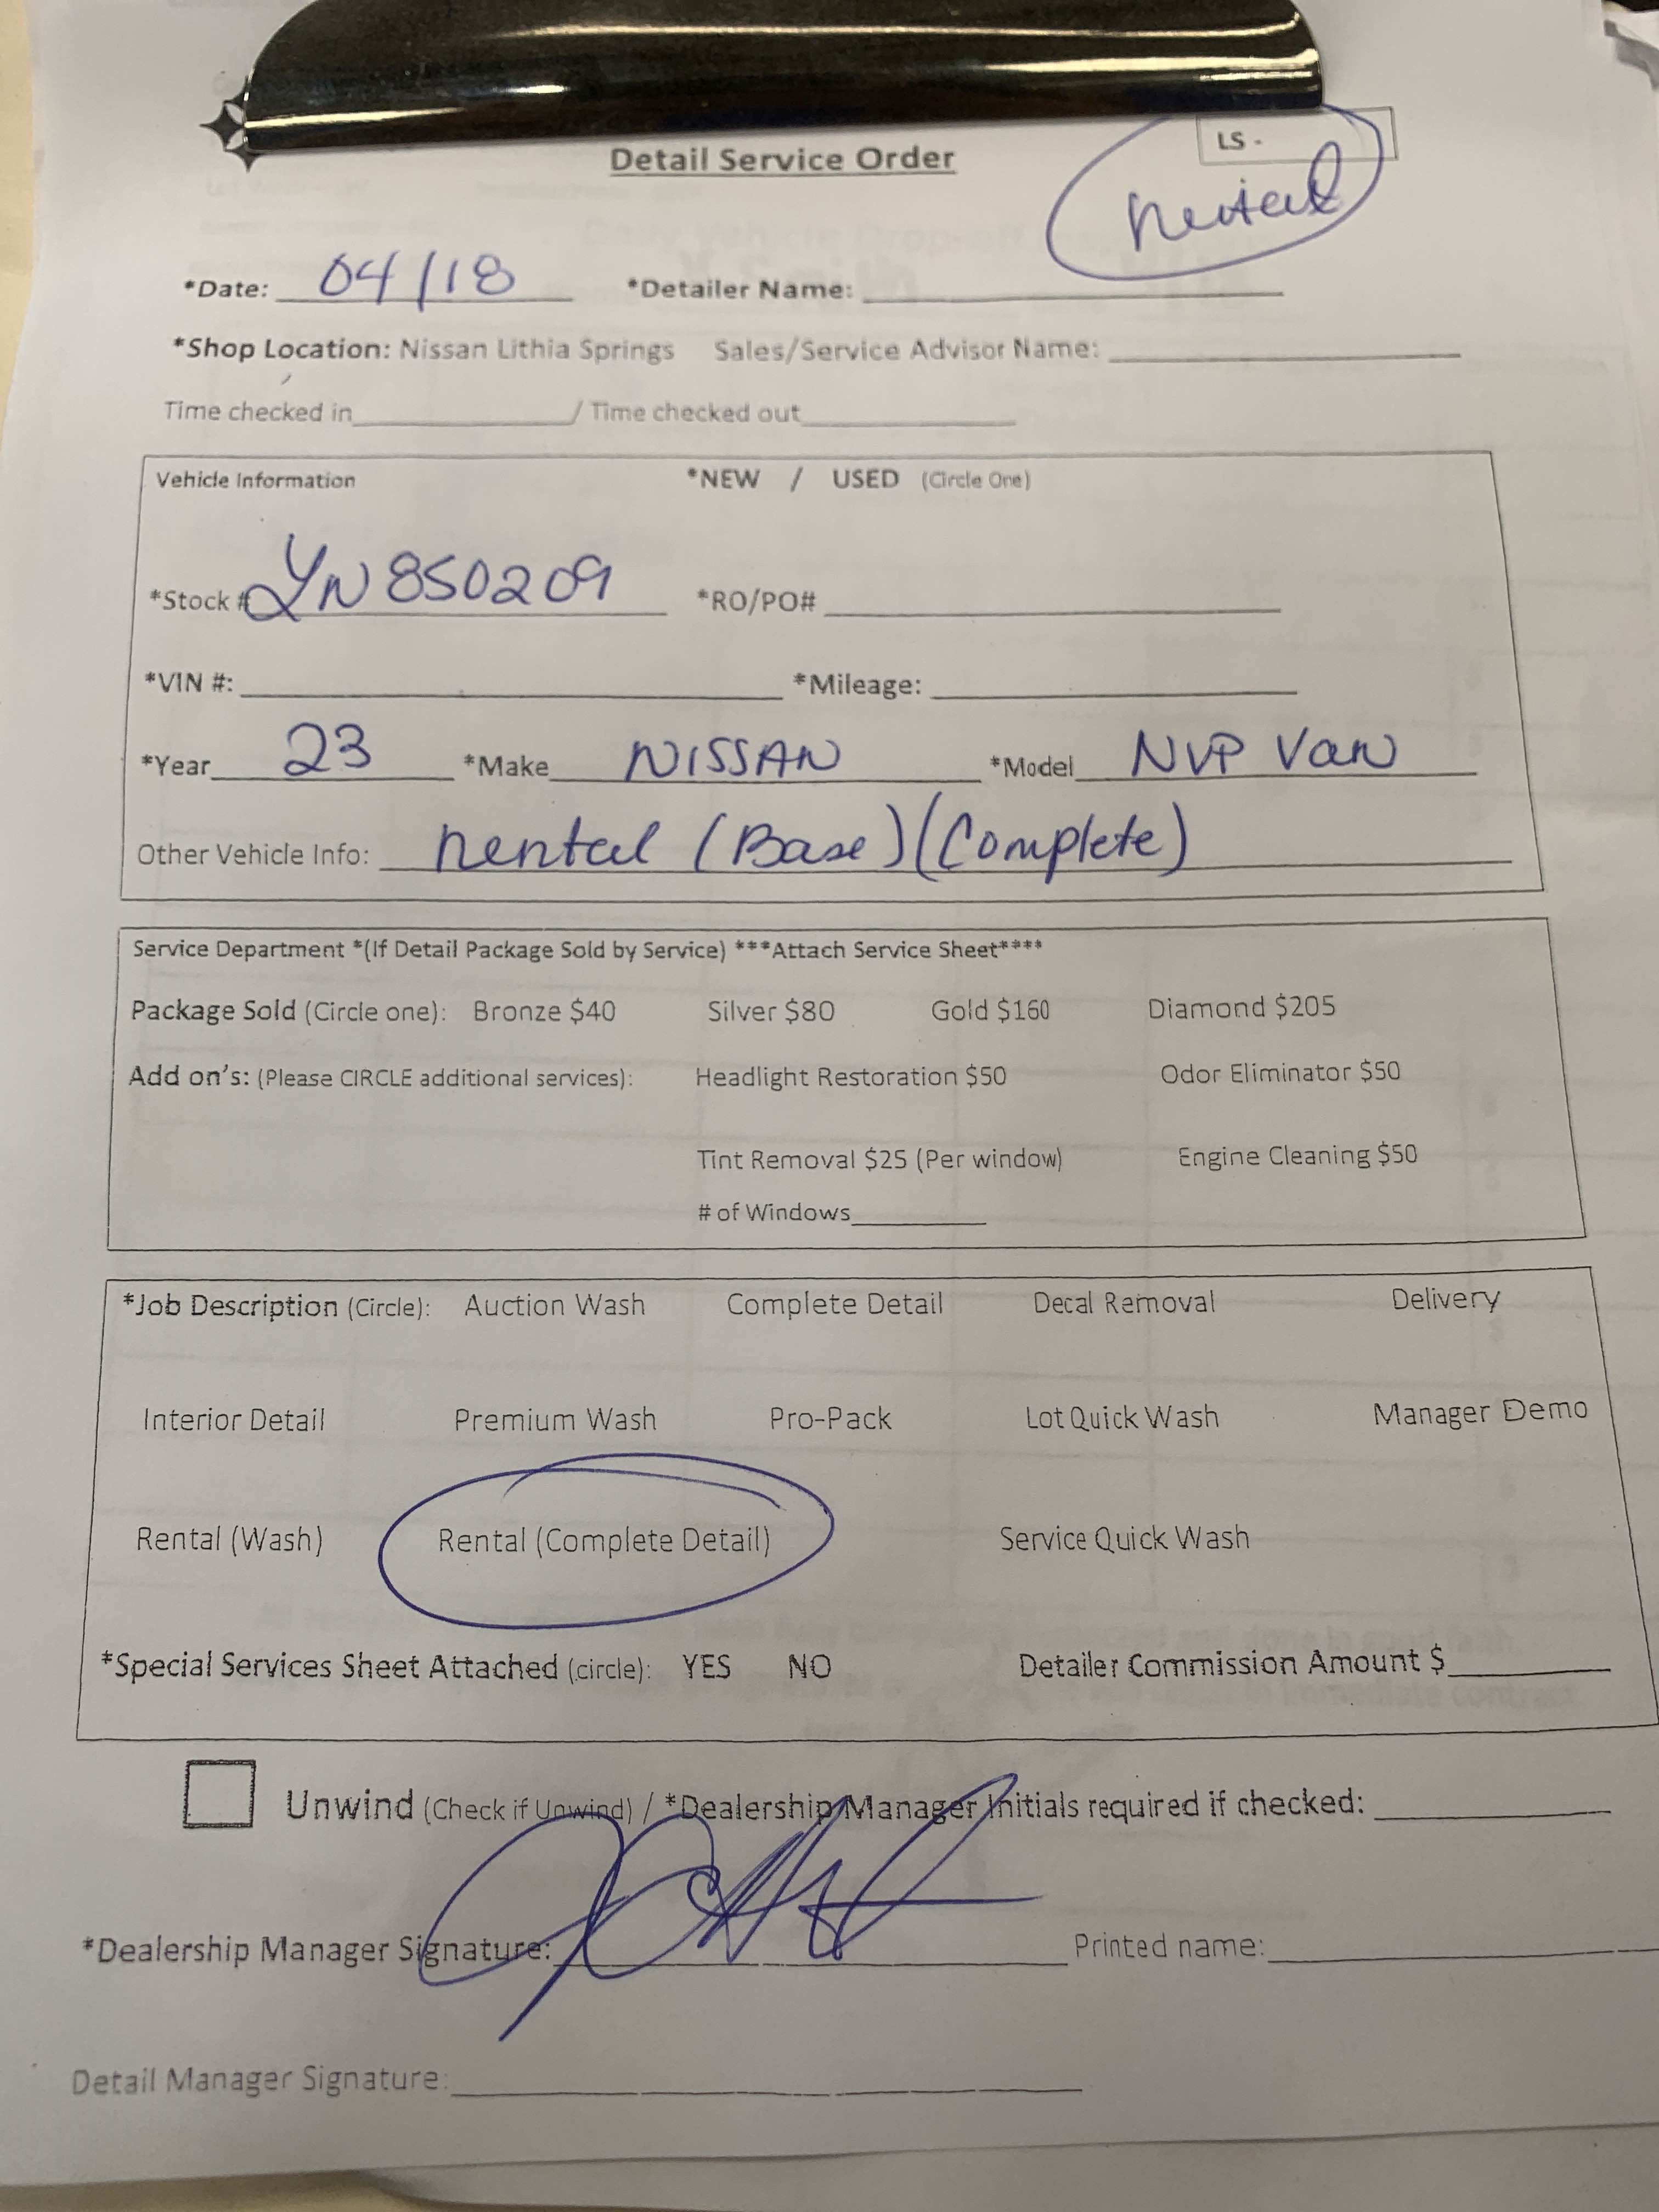 LS -
Detail Service Order
Rental
*Date: 04/18 *Detailer Name:
*Shop Location: Nissan Lithia Springs Sales/Service Advisor Name:
Time checked in / Time checked out
Vehicle Information *NEW / USED (Circle One)
*Stock # YN850209 *RO/PO#
*VIN #: *Mileage:
*Year 23 *Make NISSAN *Model NVP Van
Other Vehicle Info: Rental (Base) (Complete)
Service Department *(If Detail Package Sold by Service) ***Attach Service Sheet****
Package Sold (Circle one): Bronze $40 Silver $80 Gold $160 Diamond $205
Add on's: (Please CIRCLE additional services): Headlight Restoration $50 Odor Eliminator $50
Tint Removal $25 (Per window) Engine Cleaning $50
# of Windows
*Job Description (Circle): Auction Wash Complete Detail Decal Removal Delivery
Interior Detail Premium Wash Pro-Pack Lot Quick Wash Manager Demo
Rental (Wash) Rental (Complete Detail) Service Quick Wash
*Special Services Sheet Attached (circle): YES NO Detailer Commission Amount $
Unwind (Check if Unwind) / *Dealership Manager Initials required if checked:
*Dealership Manager Signature: Printed name:
Detail Manager Signature: